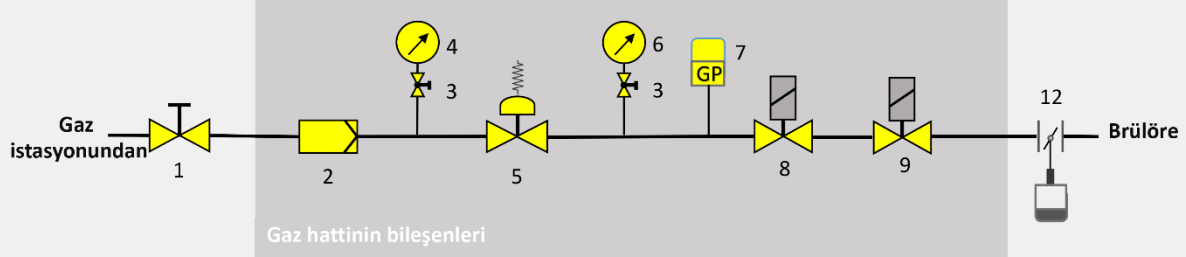 Gaz
istasyonundan
1
2
4
3
5
6
3
7
GP
8
9
12
Brülöre
Gaz hattinin bileşenleri